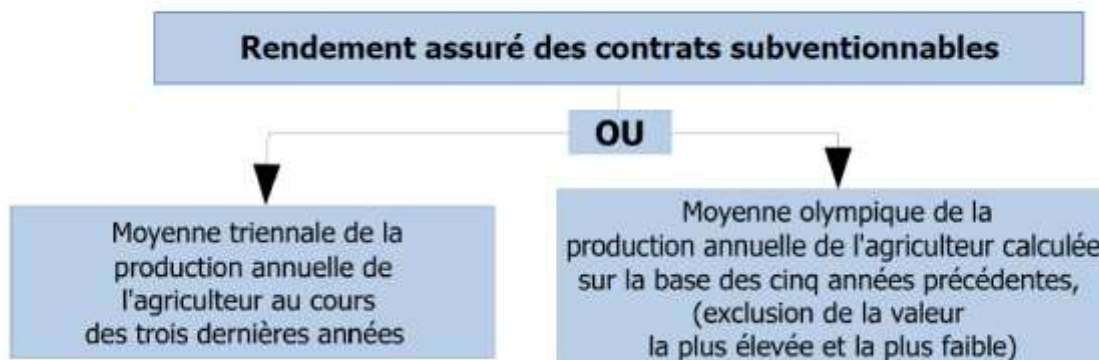 Rendement assuré des contrats subventionnables
OU
Moyenne triennale de la
production annuelle de
l'agriculteur au cours
des trois dernières années
Moyenne olympique de la
production annuelle de l'agriculteur calculée
sur la base des cinq années précédentes,
(exclusion de la valeur
la plus élevée et la plus faible)